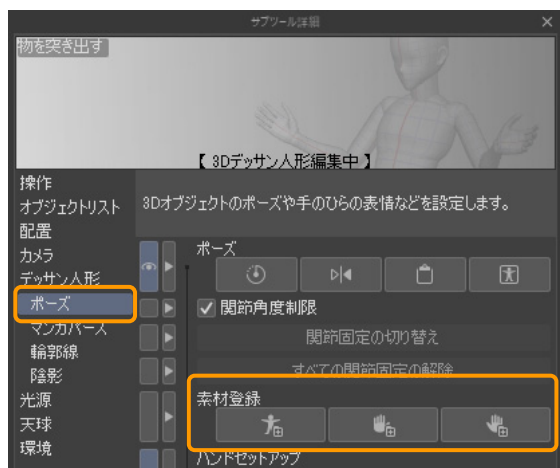 サブツール詳細
物を突き出す
【 3Dデッサン人形編集中 】
操作
オブジェクトリスト
配置
カメラ
デッサン人形
ポーズ
マンガパース
輪郭線
陰影
光源
天球
環境
3Dオブジェクトのポーズや手のひらの表情などを設定します。
ポーズ
関節角度制限
関節固定の切り替え
すべての関節固定の解除
素材登録
ハンドセットアップ